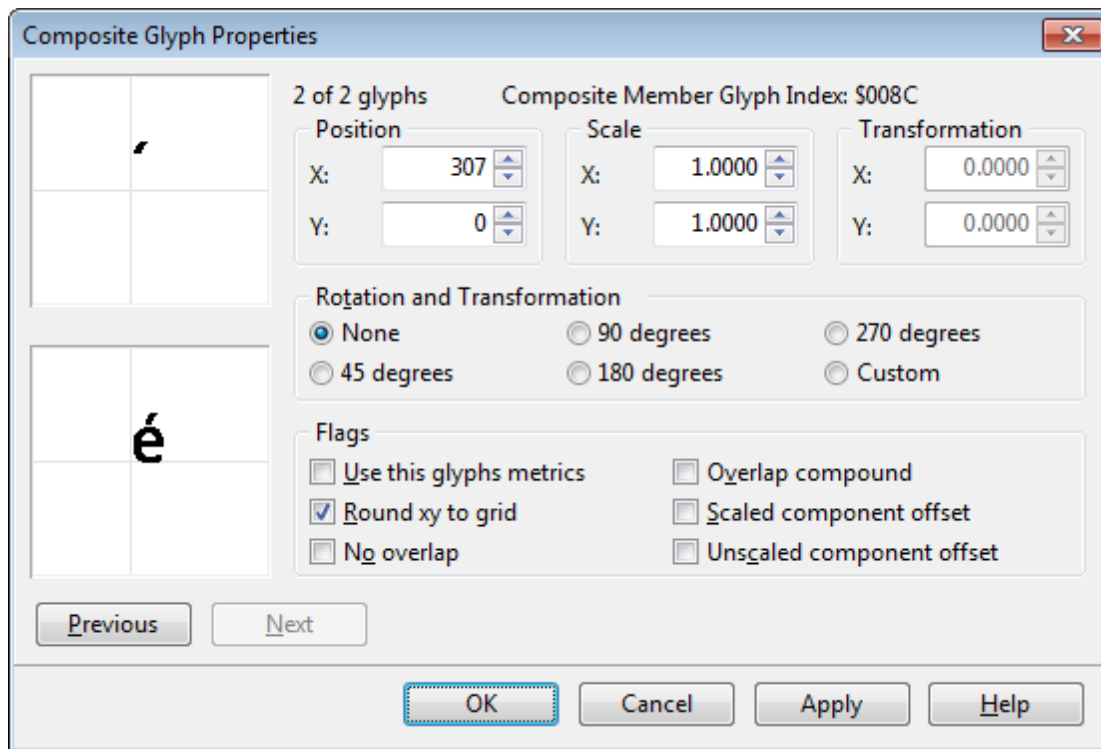 Composite Glyph Properties
2 of 2 glyphs Composite Member Glyph Index: $008C
Position Scale Transformation
X: 307 X: 1.0000 X: 0.0000
Y: 0 Y: 1.0000 Y: 0.0000
Rotation and Transformation
None 90 degrees 270 degrees
45 degrees 180 degrees Custom
é
Flags
Use this glyphs metrics Overlap compound
Round xy to grid Scaled component offset
No overlap Unscaled component offset
Previous Next
OK Cancel Apply Help